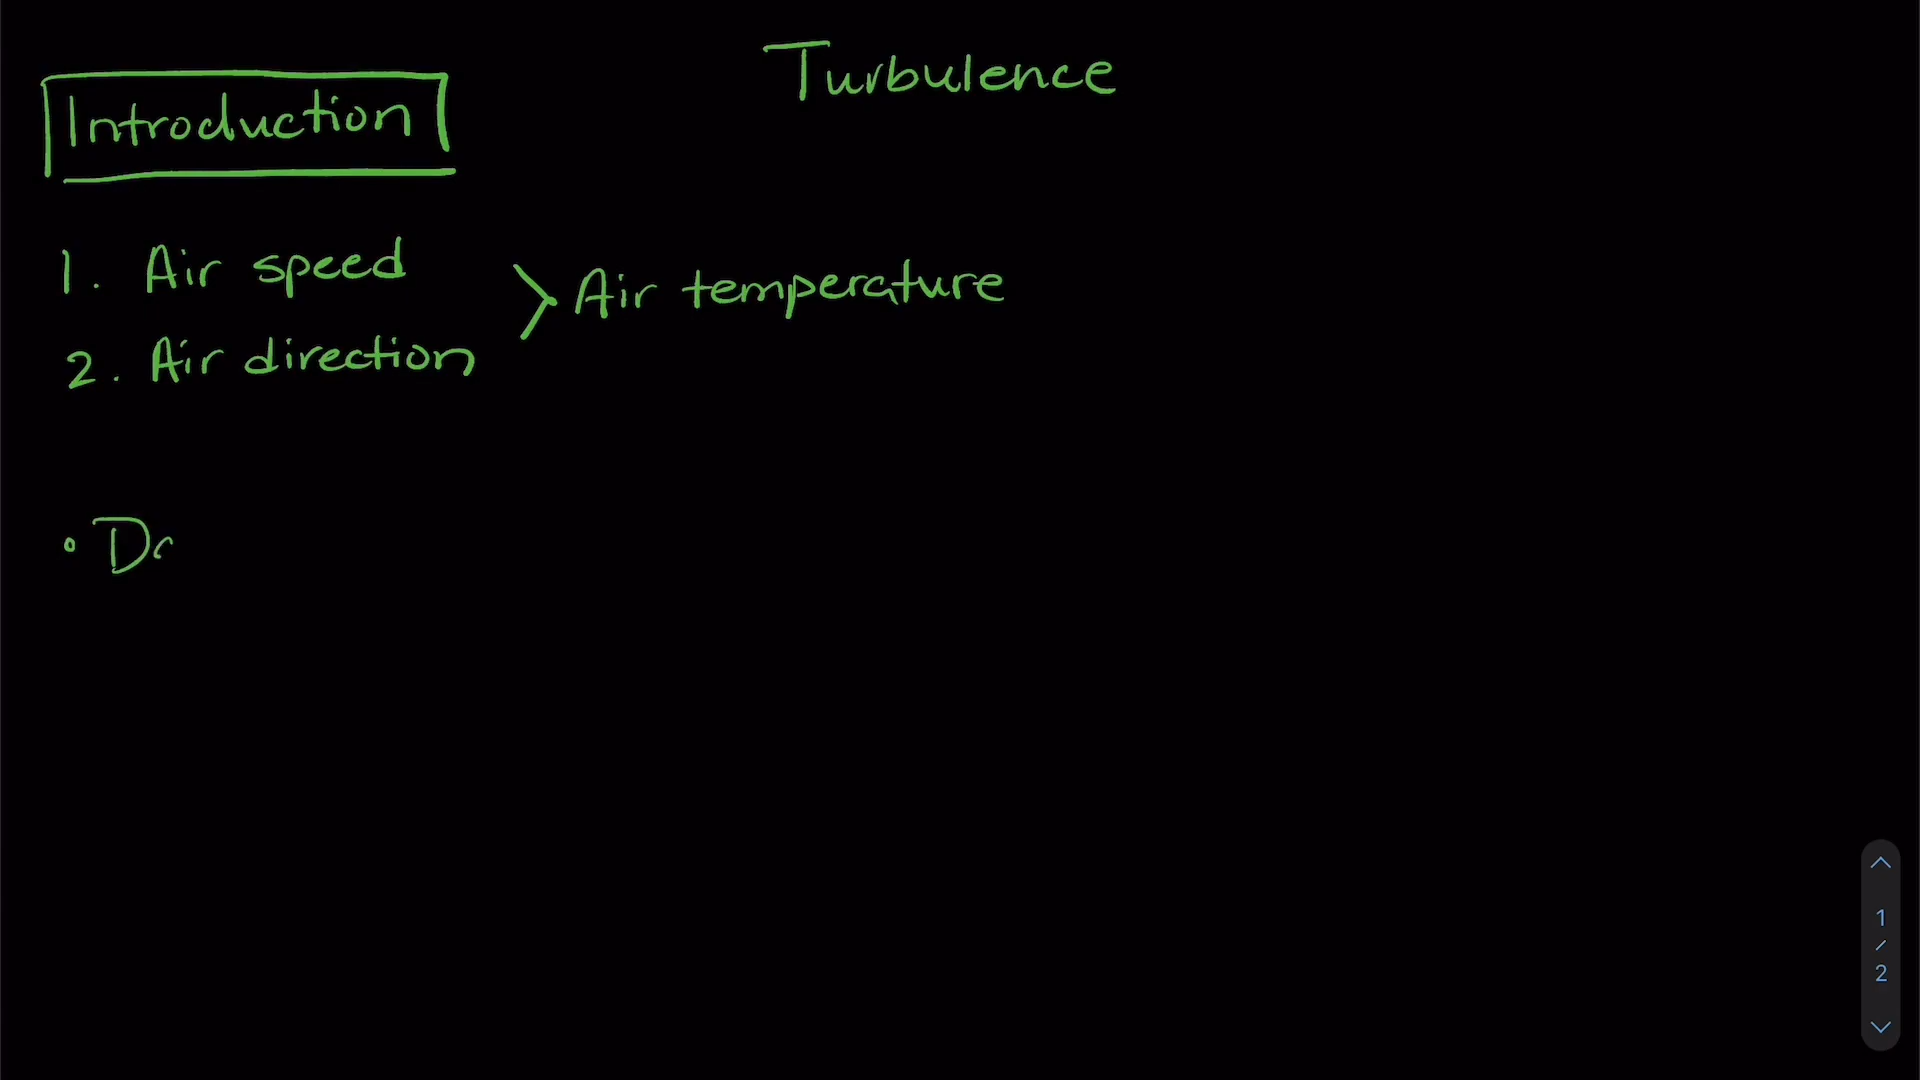 Turbulence
Introduction
1. Air speed
2. Air direction
> Air temperature
1
/
2